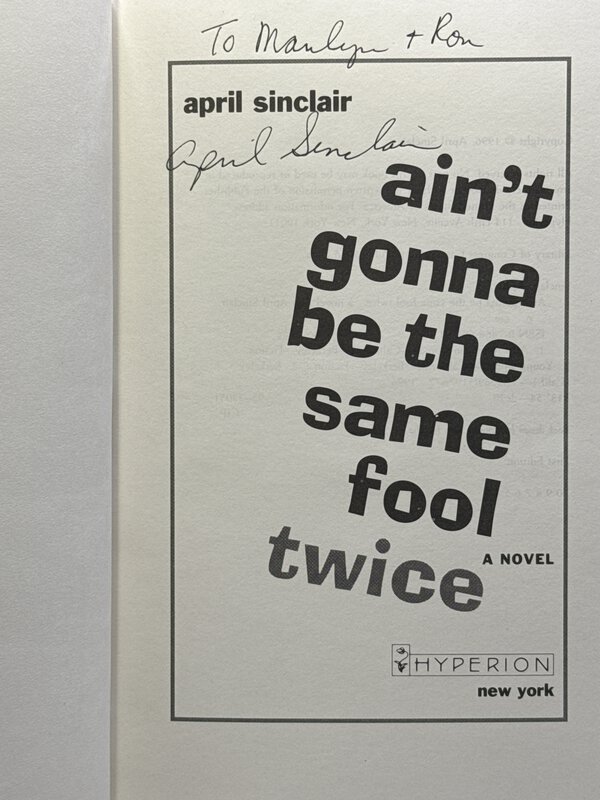 To Marilyn + Ron
april sinclair
April Sinclair
ain't
gonna
be the
same
fool
twice
A NOVEL
HYPERION
new york